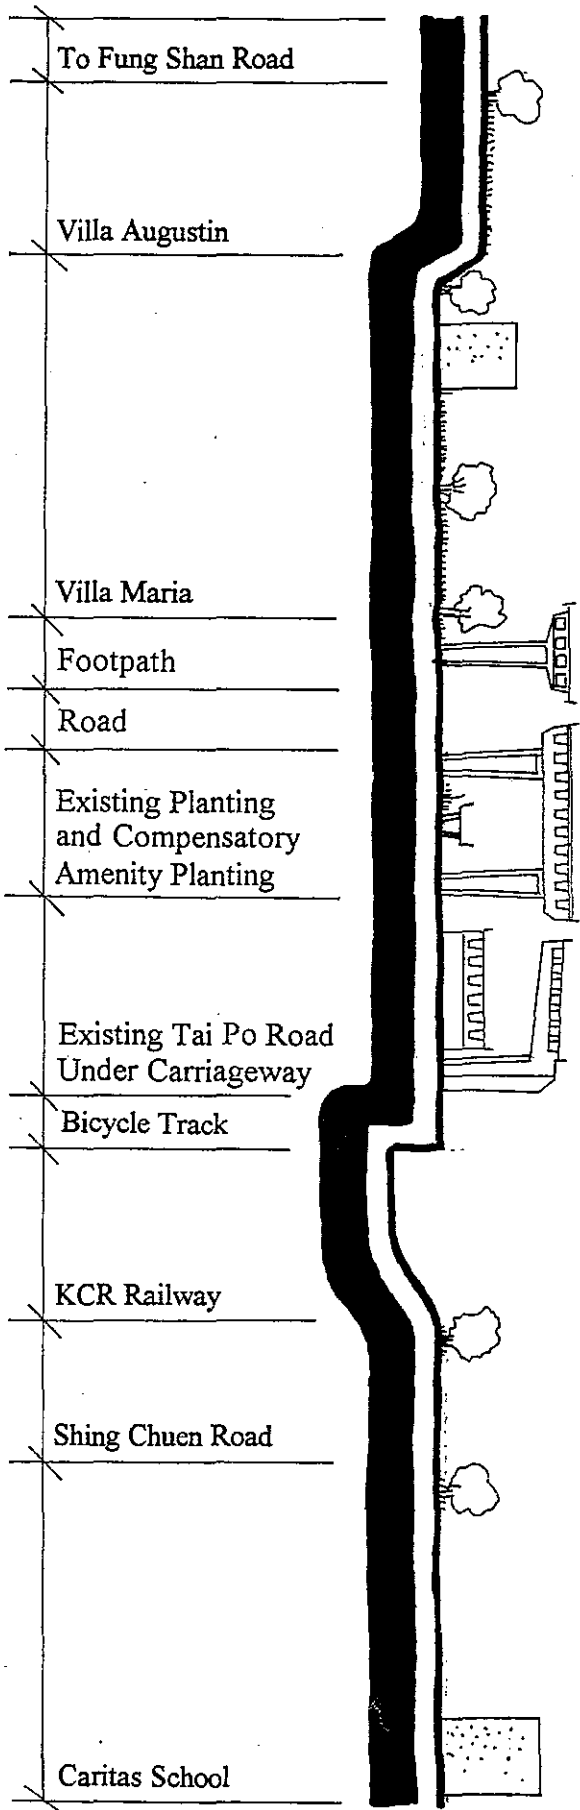 To Fung Shan Road
Villa Augustin
Villa Maria
Footpath
Road
Existing Planting
and Compensatory
Amenity Planting
Existing Tai Po Road
Under Carriageway
Bicycle Track
KCR Railway
Shing Chuen Road
Caritas School